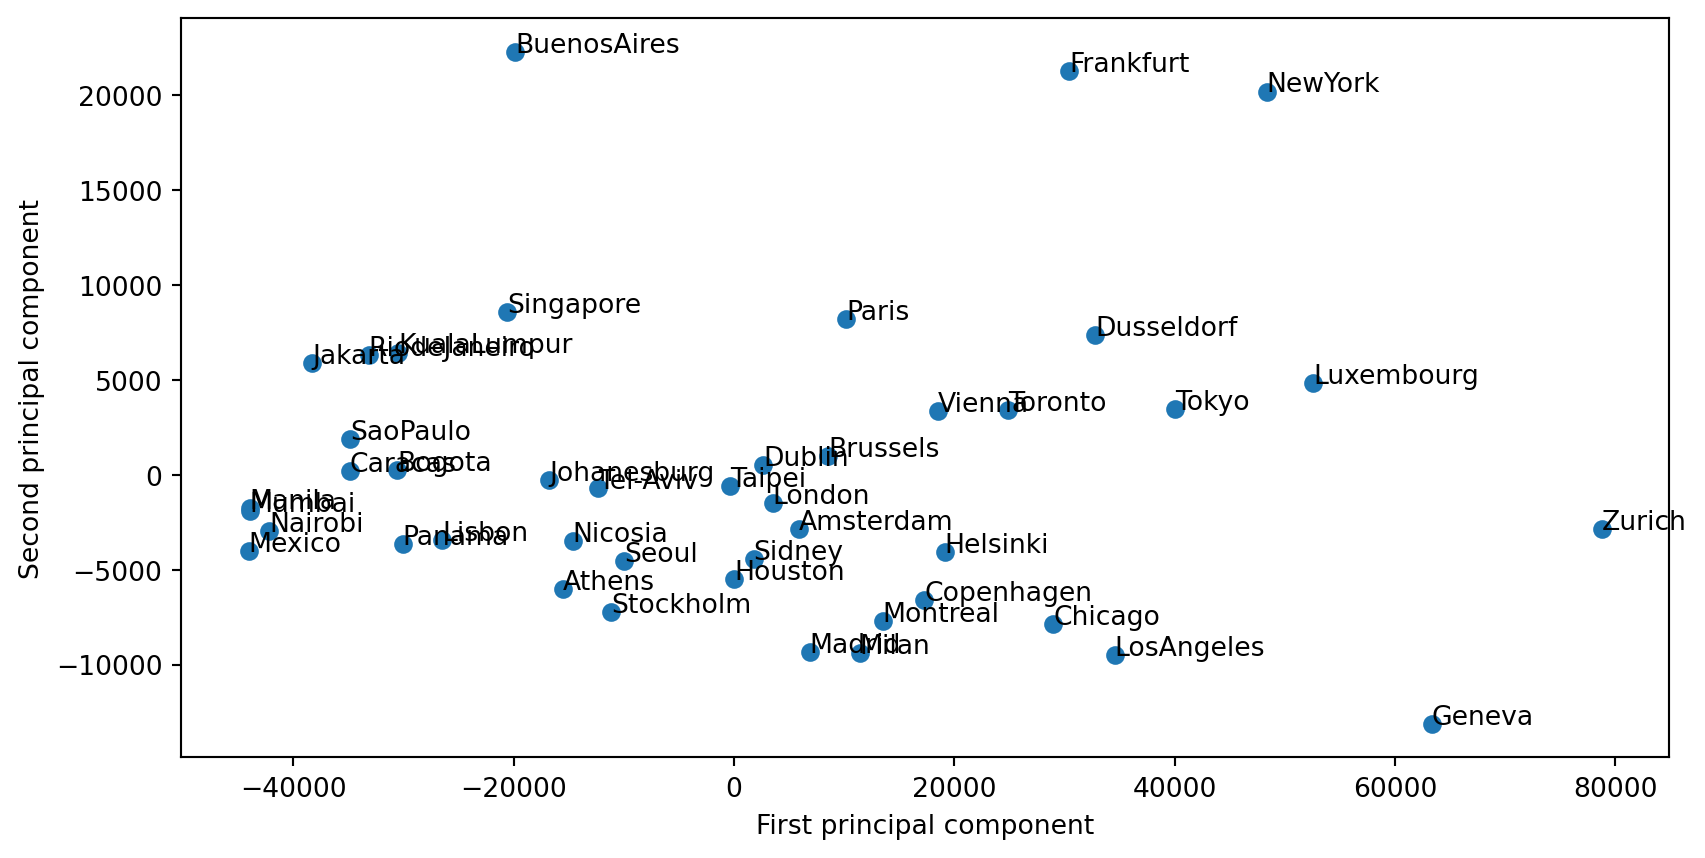 BuenosAires
Frankfurt
NewYork
Singapore
Paris
Dusseldorf
RiodeJaneiro
KualaLumpur
Jakarta
Luxembourg
Vienna
Toronto
Tokyo
SaoPaulo
Caracas
Bogota
Johanesburg
Tel-Aviv
Taipei
Dublin
Brussels
London
Manila
Mumbai
Nairobi
Mexico
Panama
Lisbon
Nicosia
Seoul
Athens
Stockholm
Amsterdam
Sidney
Houston
Helsinki
Zurich
Copenhagen
Montreal
Chicago
Madrid
Milan
LosAngeles
Geneva
20000
15000
10000
5000
0
−5000
−10000
Second principal component
−40000
−20000
0
20000
40000
60000
80000
First principal component